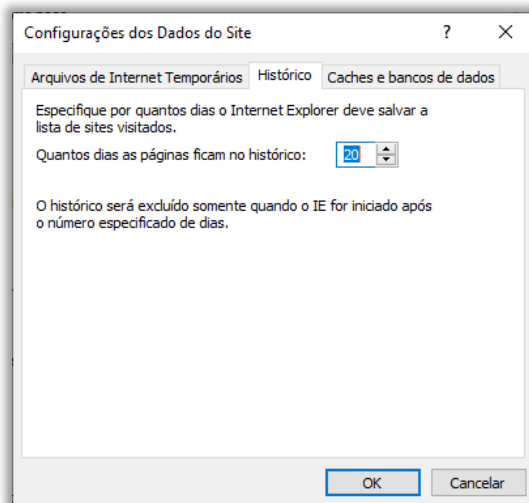 Configurações dos Dados do Site ? X
Arquivos de Internet Temporários Histórico Caches e bancos de dados
Especifique por quantos dias o Internet Explorer deve salvar a
lista de sites visitados.
Quantos dias as páginas ficam no histórico: 20
O histórico será excluído somente quando o IE for iniciado após
o número especificado de dias.
OK Cancelar